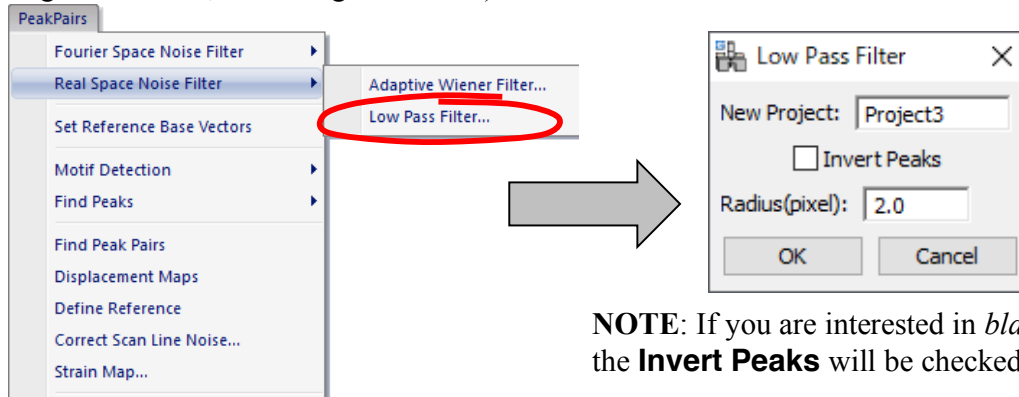 PeakPairs
Fourier Space Noise Filter
Real Space Noise Filter
Adaptive Wiener Filter...
Low Pass Filter...
Set Reference Base Vectors
Motif Detection
Find Peaks
Find Peak Pairs
Displacement Maps
Define Reference
Correct Scan Line Noise...
Strain Map...
Low Pass Filter
New Project: Project3
Invert Peaks
Radius(pixel): 2.0
OK Cancel
NOTE: If you are interested in
the Invert Peaks will be checked